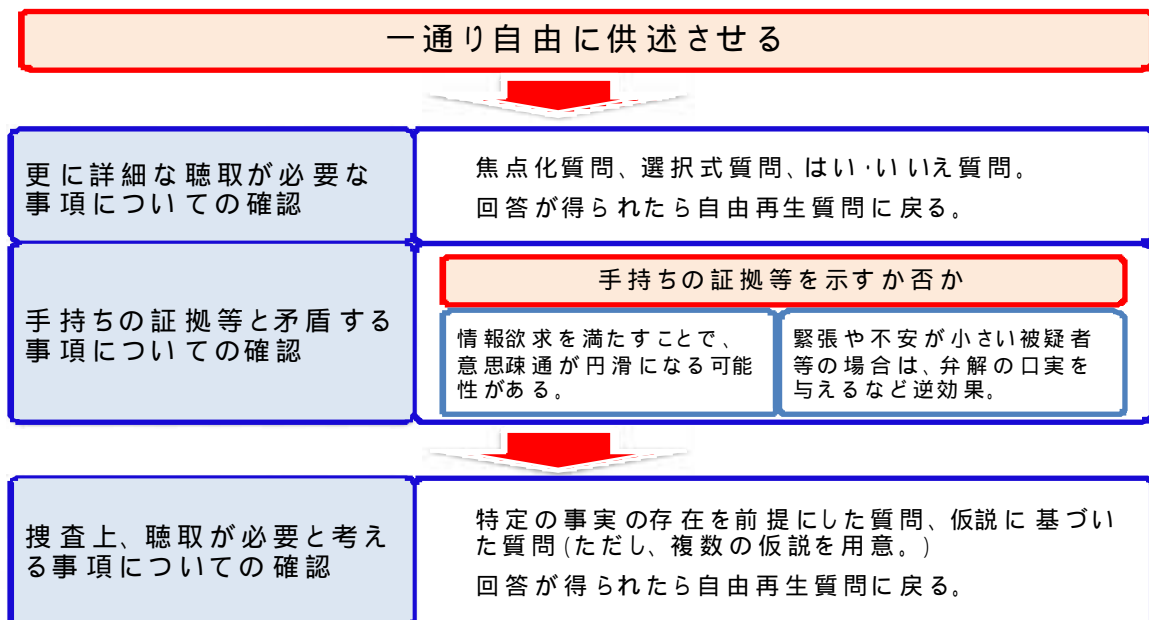 一通り自由に供述させる
更に詳細な聴取が必要な
事項についての確認
焦点化質問、選択式質問、はい・いいえ質問。
回答が得られたら自由再生質問に戻る。
手持ちの証拠等と矛盾する
事項についての確認
手持ちの証拠等を示すか否か
情報欲求を満たすことで、
意思疎通が円滑になる可能
性がある。
緊張や不安が小さい被疑者
等の場合は、弁解の口実を
与えるなど逆効果。
捜査上、聴取が必要と考え
る事項についての確認
特定の事実の存在を前提にした質問、仮説に基づい
た質問(ただし、複数の仮説を用意。)
回答が得られたら自由再生質問に戻る。